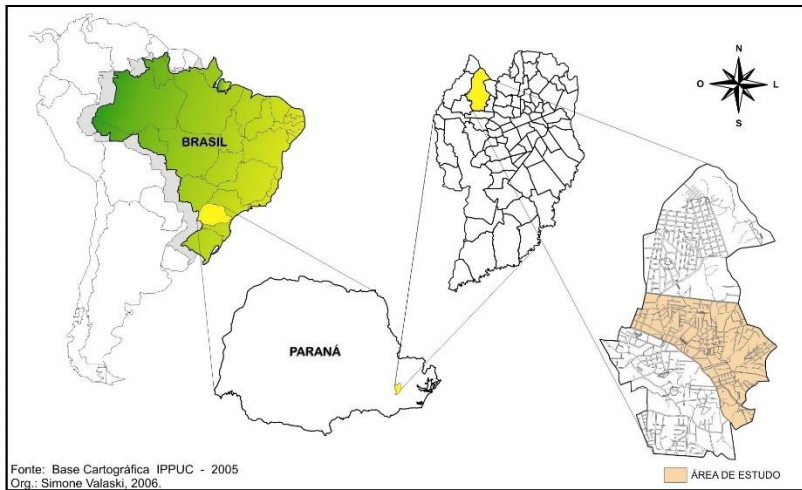 BRASIL
PARANÁ
N
O
L
S
Fonte: Base Cartográfica IPPUC - 2005
Org.: Simone Valaski, 2006.
ÁREA DE ESTUDO